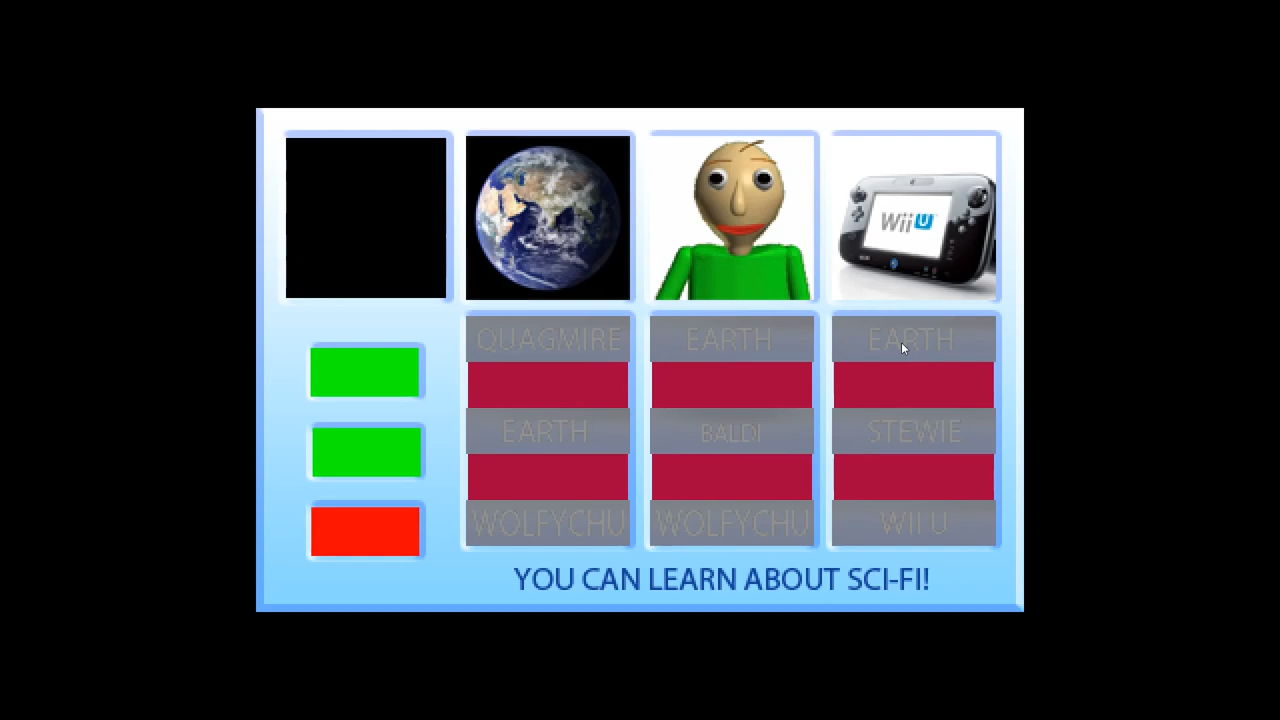 Wii U
QUAGMIRE
EARTH
EARTH
EARTH
BALDI
STEWIE
WOLFYCHU
WOLFYCHU
WII U
YOU CAN LEARN ABOUT SCI-FI!